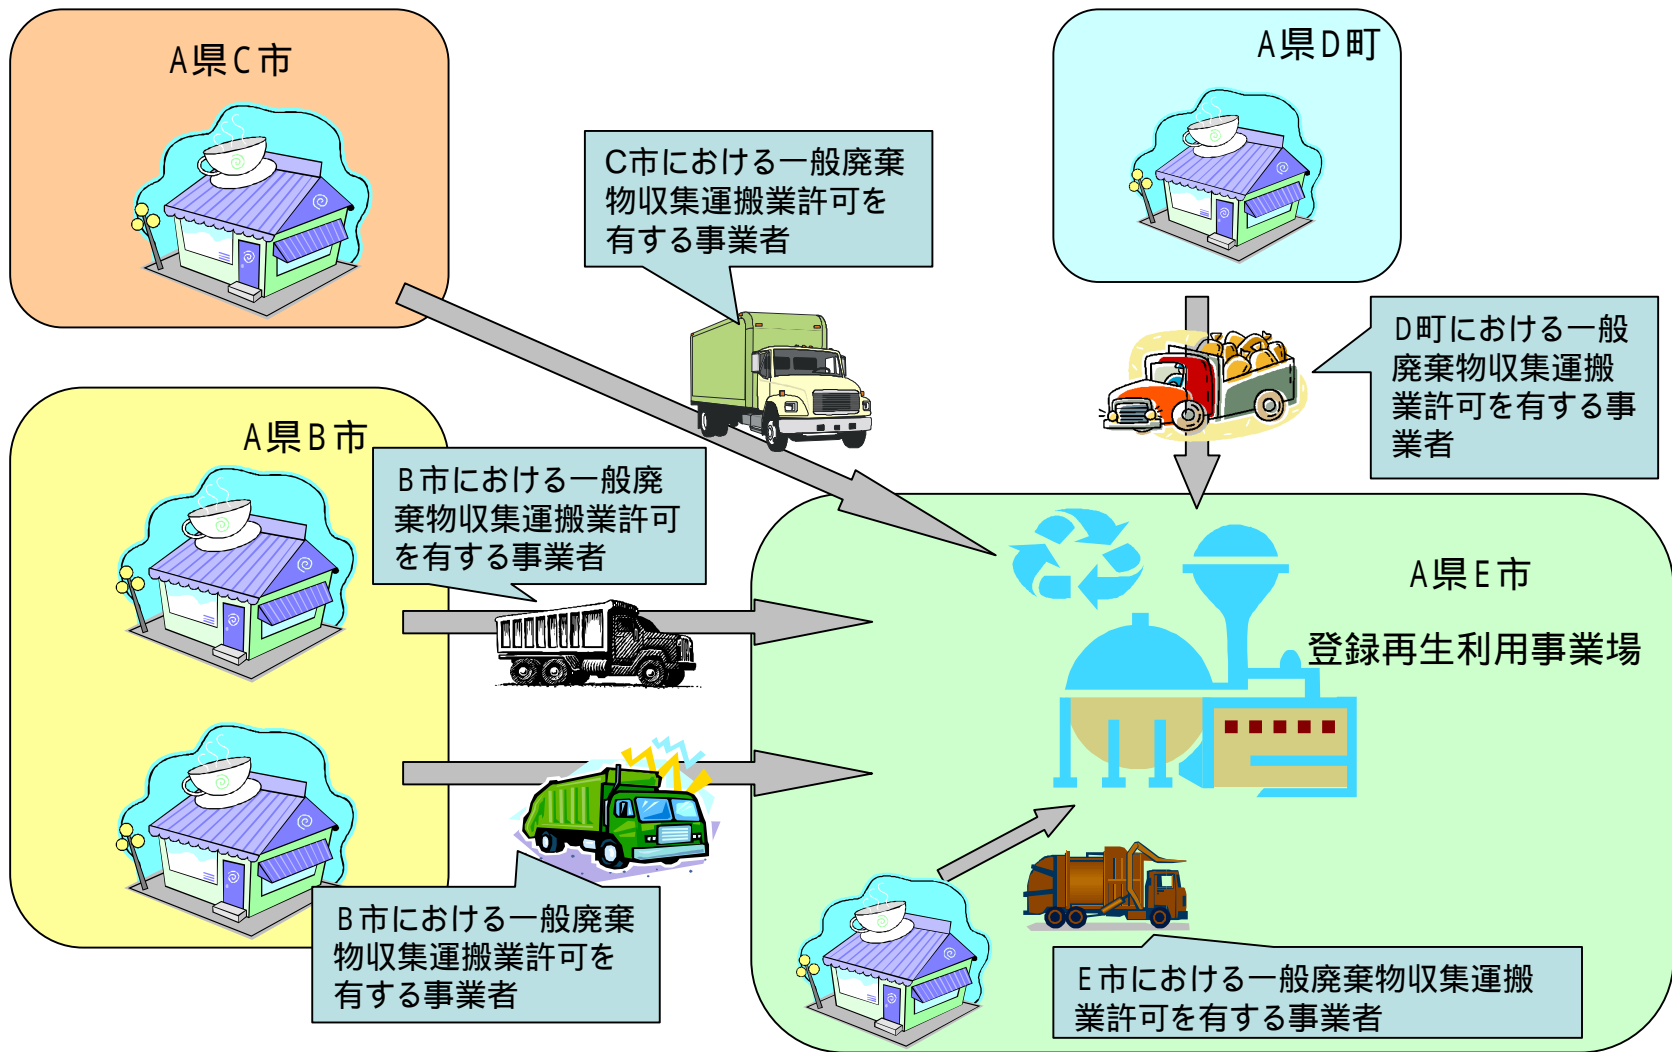 A県C市
A県D町
C市における一般廃棄
物収集運搬業許可を
有する事業者
D町における一般
廃棄物収集運搬
業許可を有する事
業者
A県B市
B市における一般廃
棄物収集運搬業許可
を有する事業者
A県E市
登録再生利用事業場
B市における一般廃棄
物収集運搬業許可を
有する事業者
E市における一般廃棄物収集運搬
業許可を有する事業者